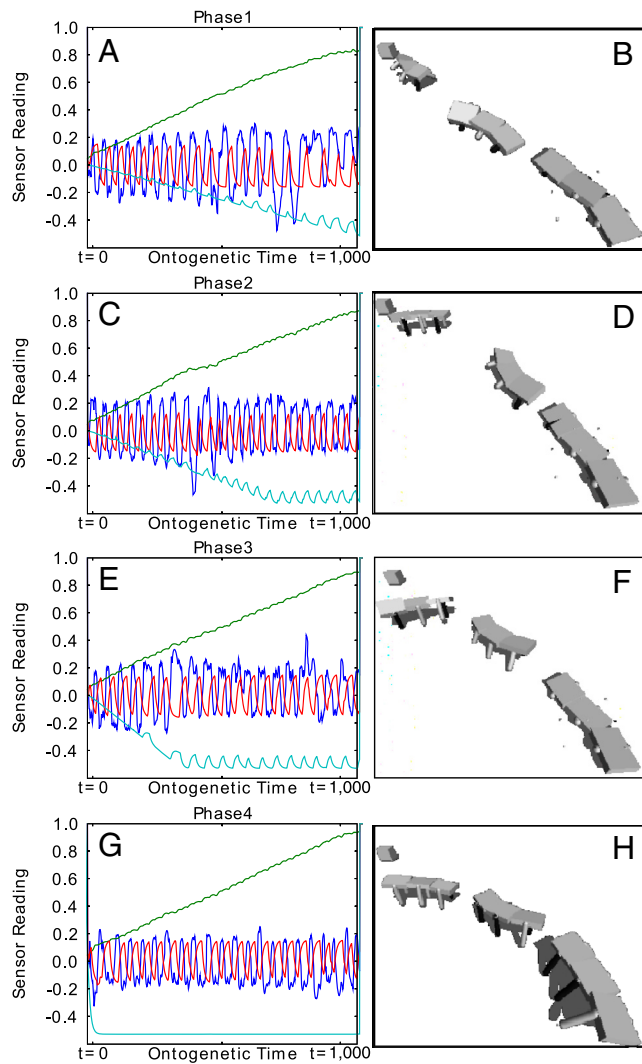 Phase1
A
B
1.0
0.8
0.6
0.4
0.2
0.0
-0.2
-0.4
Sensor Reading
t=0 Ontogenetic Time t=1,000
Phase2
C
D
1.0
0.8
0.6
0.4
0.2
0.0
-0.2
-0.4
Sensor Reading
t=0 Ontogenetic Time t=1,000
Phase3
E
F
1.0
0.8
0.6
0.4
0.2
0.0
-0.2
-0.4
Sensor Reading
t=0 Ontogenetic Time t=1,000
Phase4
G
H
1.0
0.8
0.6
0.4
0.2
0.0
-0.2
-0.4
Sensor Reading
t=0 Ontogenetic Time t=1,000